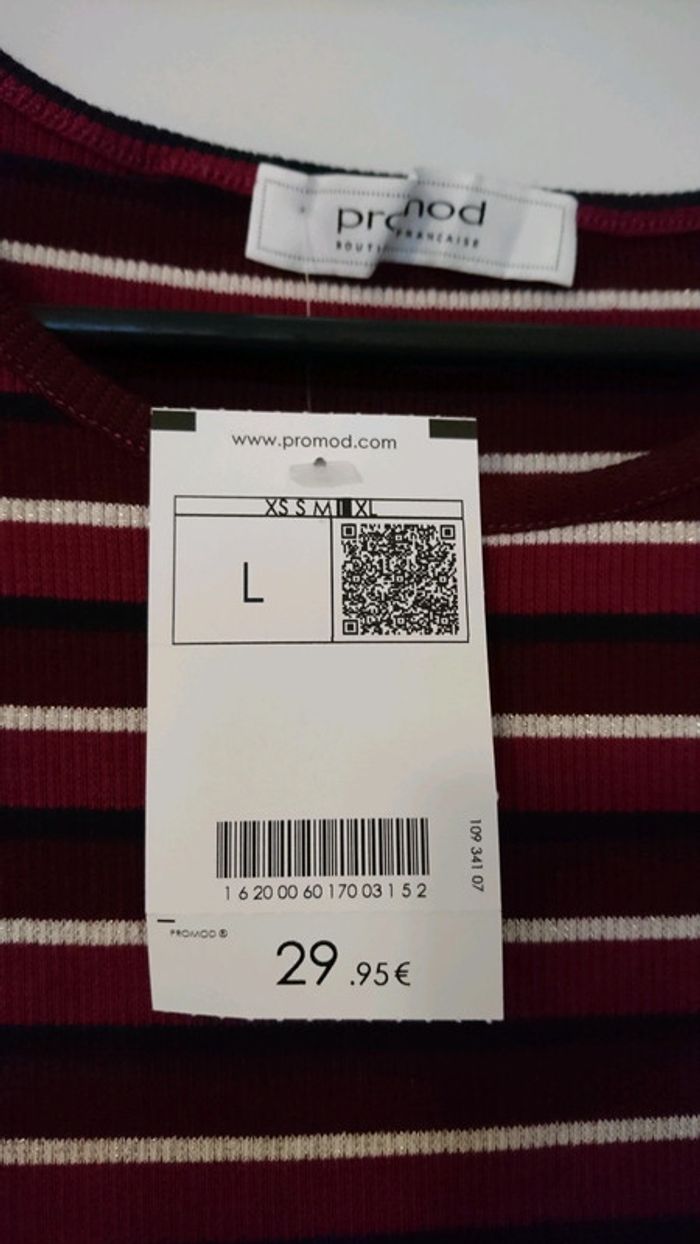 promod
FRANÇAISE
www.promod.com
XS S M XL
L
1 6 20 00 60 170 03 1 5 2
109 341 07
PROMOD ®
29.95€